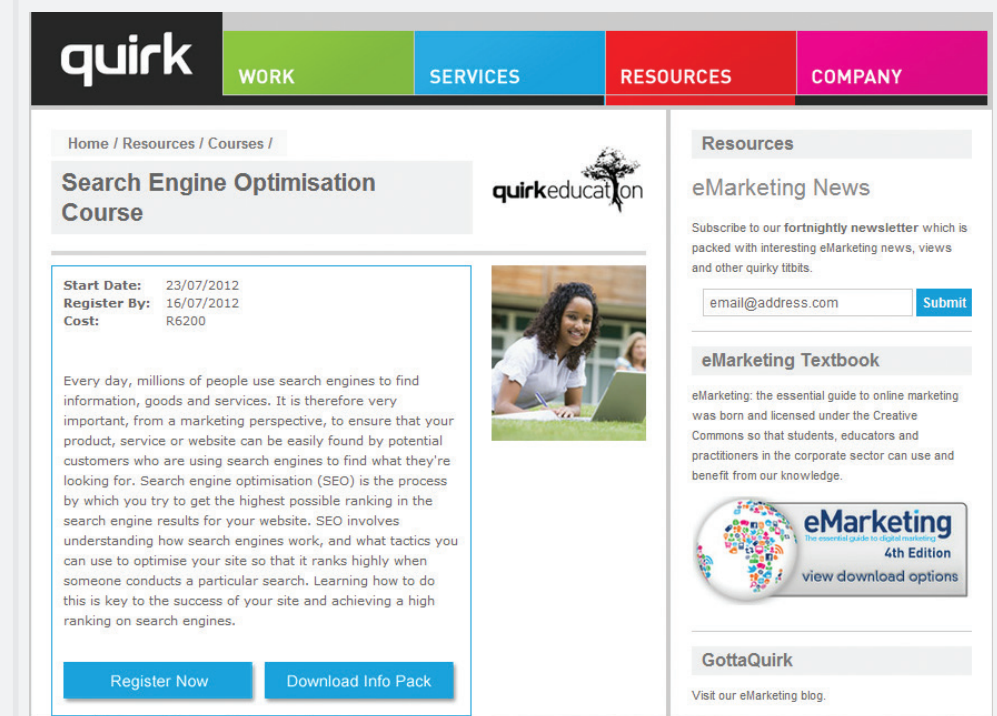 quirk
WORK
SERVICES
RESOURCES
COMPANY
Home / Resources / Courses /
Search Engine Optimisation
Course
quirkeducation
Start Date: 23/07/2012
Register By: 16/07/2012
Cost: R6200
Every day, millions of people use search engines to find
information, goods and services. It is therefore very
important, from a marketing perspective, to ensure that your
product, service or website can be easily found by potential
customers who are using search engines to find what they're
looking for. Search engine optimisation (SEO) is the process
by which you try to get the highest possible ranking in the
search engine results for your website. SEO involves
understanding how search engines work, and what tactics you
can use to optimise your site so that it ranks highly when
someone conducts a particular search. Learning how to do
this is key to the success of your site and achieving a high
ranking on search engines.
Register Now
Download Info Pack
Resources
eMarketing News
Subscribe to our fortnightly newsletter which is
packed with interesting eMarketing news, views
and other quirky titbits.
email@address.com
Submit
eMarketing Textbook
eMarketing: the essential guide to online marketing
was born and licensed under the Creative
Commons so that students, educators and
practitioners in the corporate sector can use and
benefit from our knowledge.
eMarketing
The essential guide to digital marketing
4th Edition
view download options
GottaQuirk
Visit our eMarketing blog.